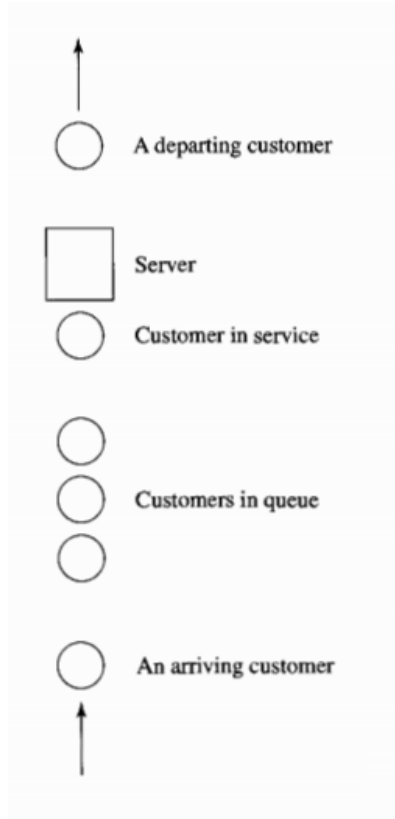 A departing customer
Server
Customer in service
Customers in queue
An arriving customer